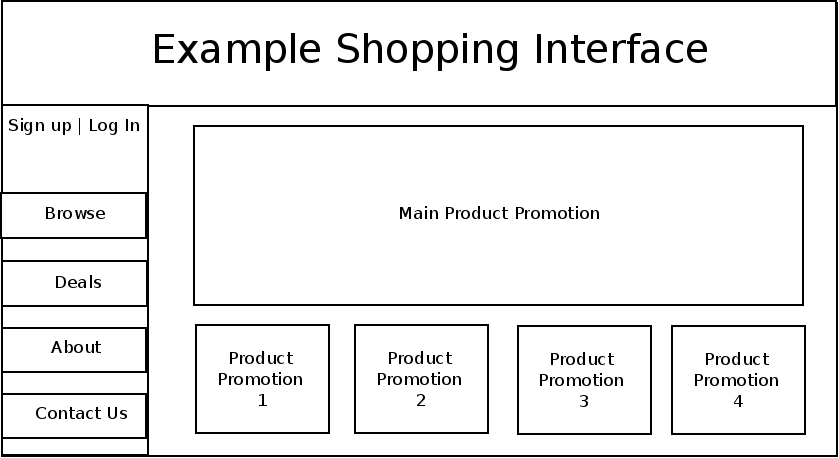 Example Shopping Interface
Sign up | Log In
Browse
Deals
About
Contact Us
Main Product Promotion
Product
Promotion
1
Product
Promotion
2
Product
Promotion
3
Product
Promotion
4